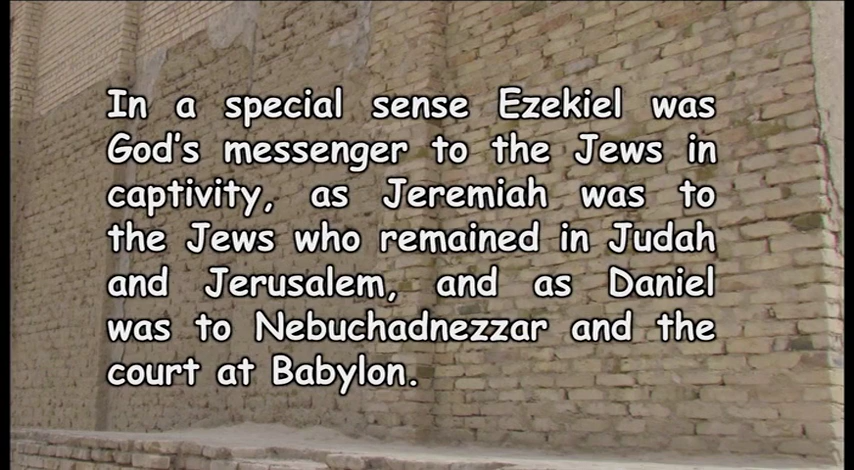 In a special sense Ezekiel was
God's messenger to the Jews in
captivity, as Jeremiah was to
the Jews who remained in Judah
and Jerusalem, and as Daniel
was to Nebuchadnezzar and the
court at Babylon.